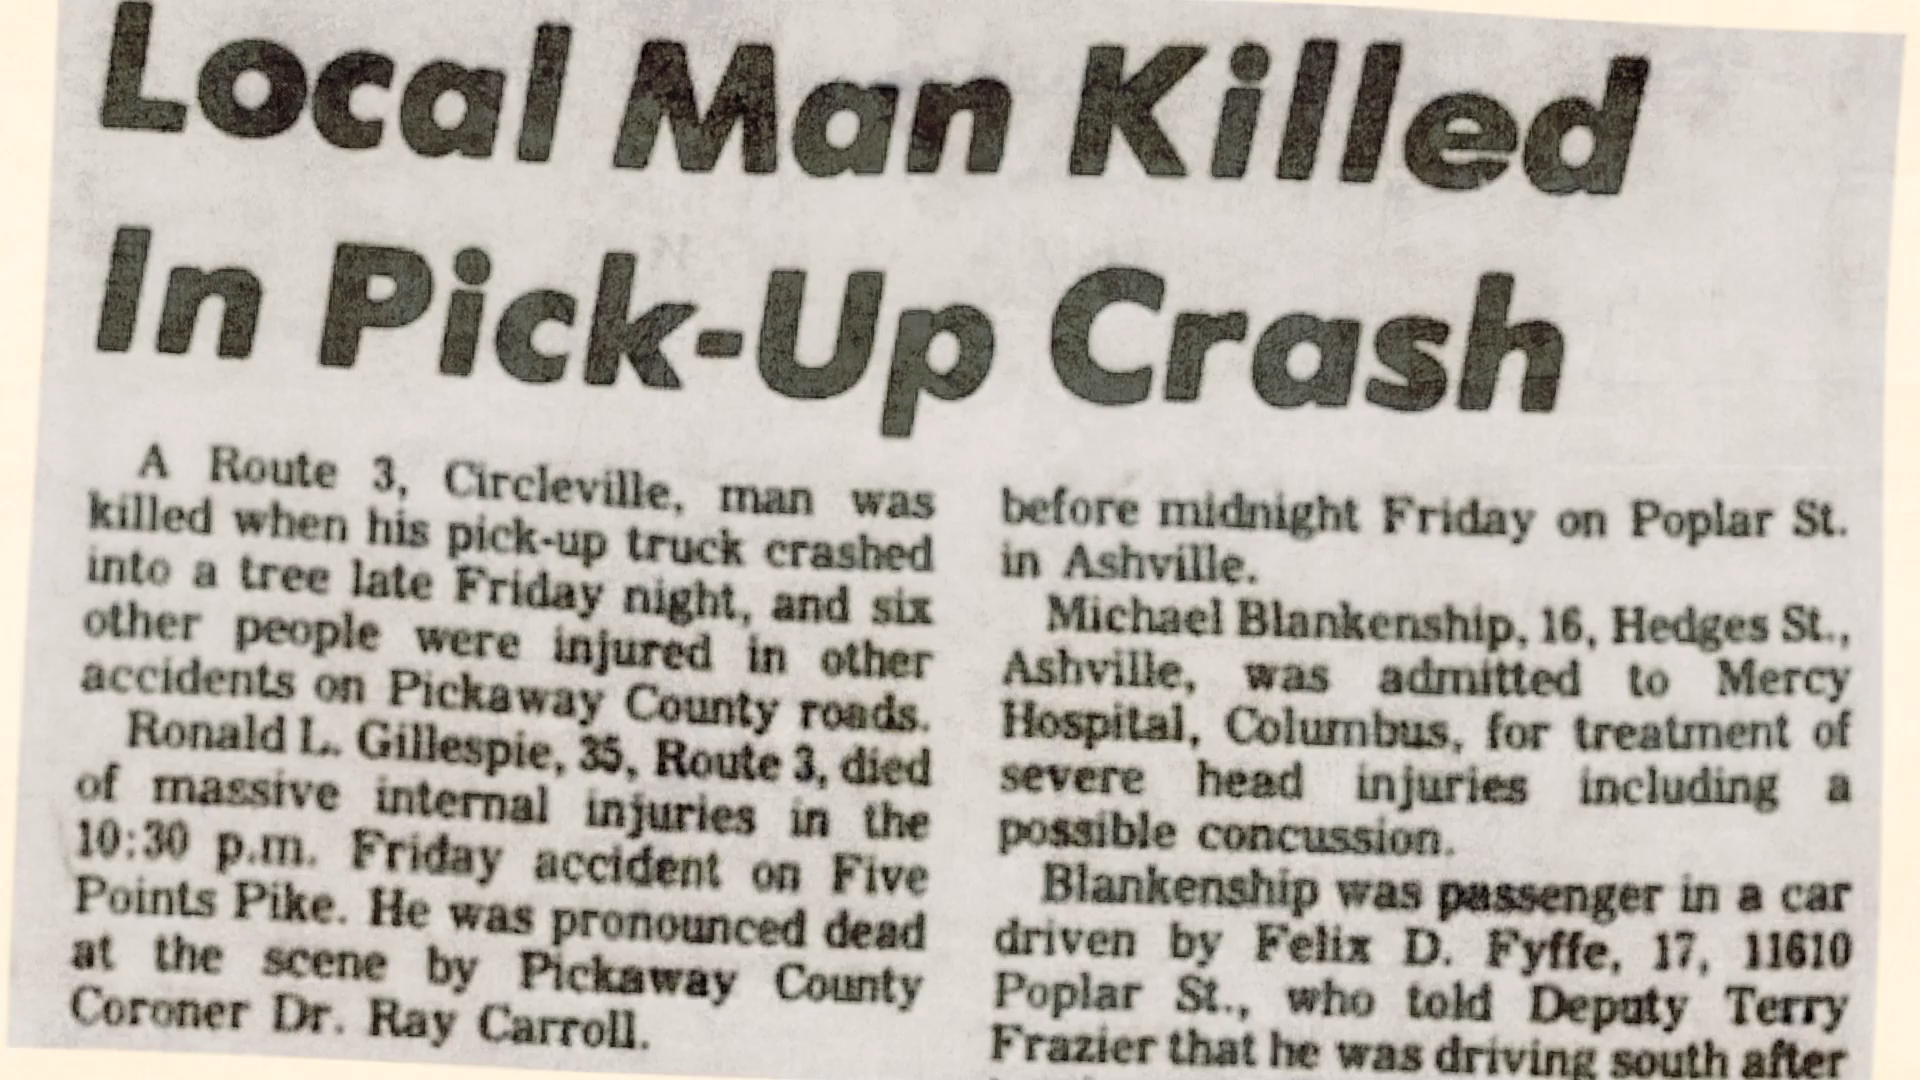 Local Man Killed
In Pick-Up Crash
A Route 3, Circleville, man was
killed when his pick-up truck crashed
into a tree late Friday night, and six
other people were injured in other
accidents on Pickaway County roads.
Ronald L. Gillespie, 35, Route 3, died
of massive internal injuries in the
10:30 p.m. Friday accident on Five
Points Pike. He was pronounced dead
at the scene by Pickaway County
Coroner Dr. Ray Carroll.
before midnight Friday on Poplar St.
in Ashville.
Michael Blankenship, 16, Hedges St.,
Ashville, was admitted to Mercy
Hospital, Columbus, for treatment of
severe head injuries including a
possible concussion.
Blankenship was passenger in a car
driven by Felix D. Fyffe, 17, 11610
Poplar St., who told Deputy Terry
Frazier that he was driving south after